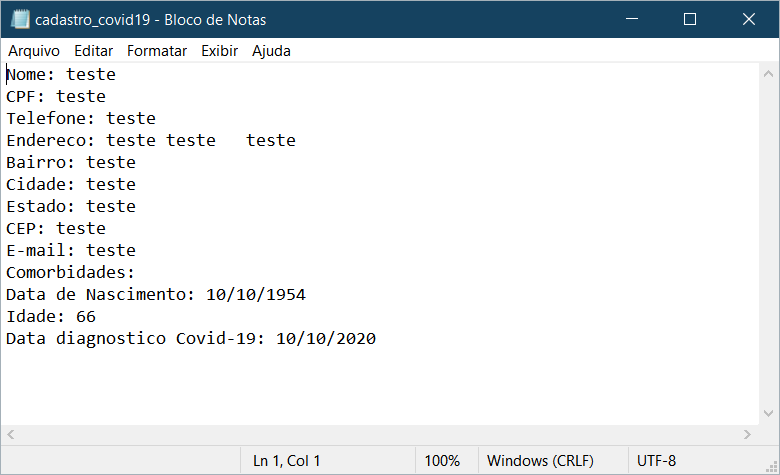 cadastro_covid19 - Bloco de Notas
Arquivo Editar Formatar Exibir Ajuda
Nome: teste
CPF: teste
Telefone: teste
Endereco: teste teste   teste
Bairro: teste
Cidade: teste
Estado: teste
CEP: teste
E-mail: teste
Comorbidades:
Data de Nascimento: 10/10/1954
Idade: 66
Data diagnostico Covid-19: 10/10/2020
Ln 1, Col 1 100% Windows (CRLF) UTF-8